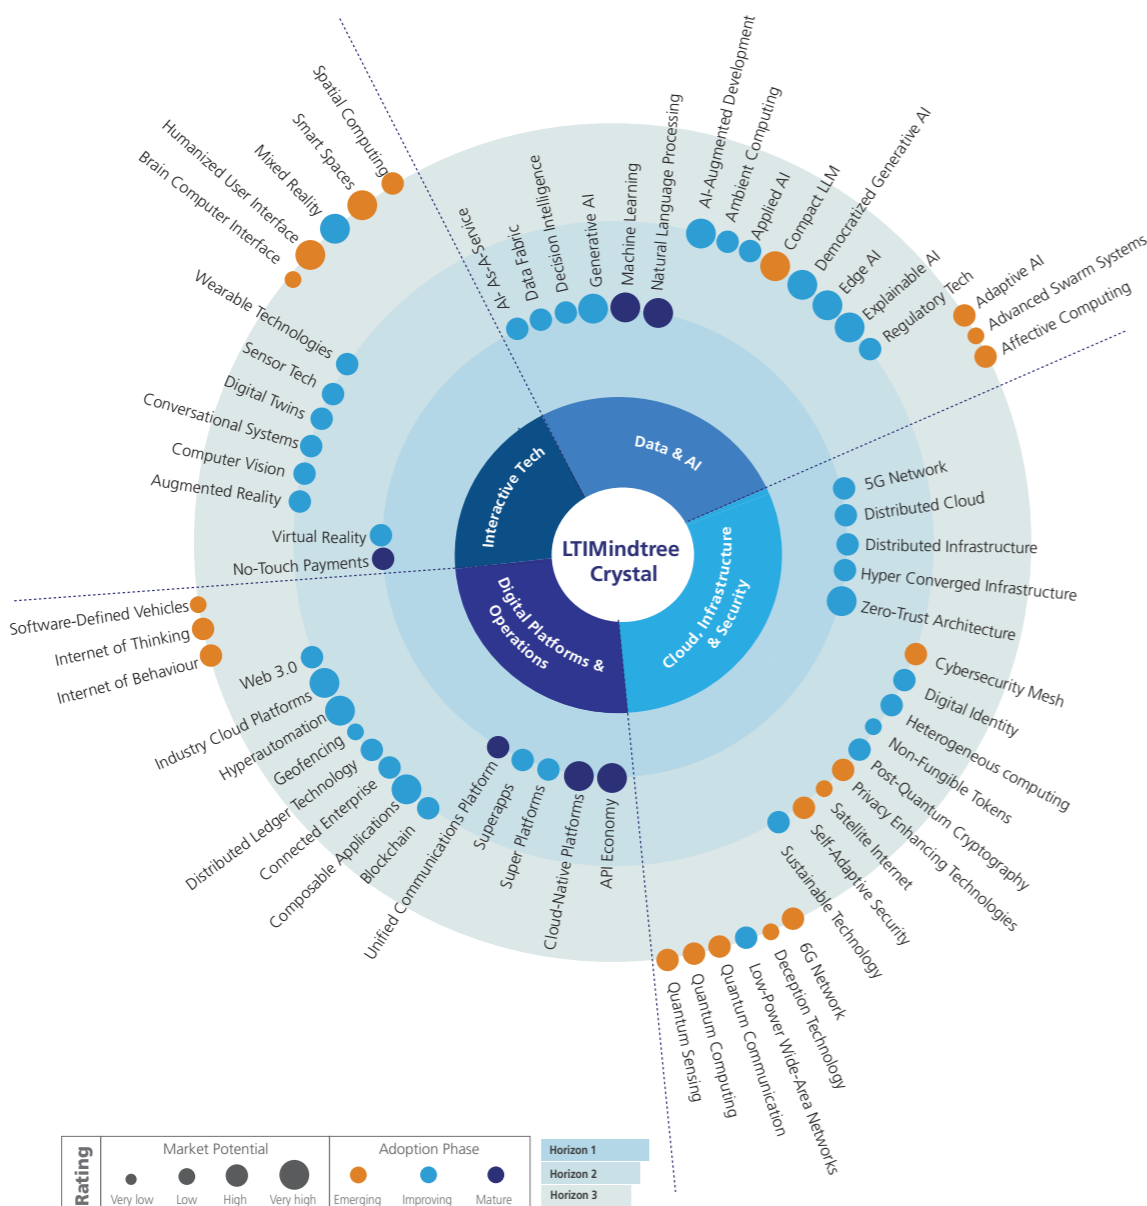 Spatial Computing
Smart Spaces
Mixed Reality
Humanized User Interface
Brain Computer Interface
Wearable Technologies
Sensor Tech
Digital Twins
Conversational Systems
Computer Vision
Augmented Reality
Virtual Reality
No-Touch Payments
AI- As-A-Service
Data Fabric
Decision Intelligence
Generative AI
Machine Learning
Natural Language Processing
AI-Augmented Development
Ambient Computing
Applied AI
Compact LLM
Democratized Generative AI
Edge AI
Explainable AI
Regulatory Tech
Adaptive AI
Advanced Swarm Systems
Affective Computing
Interactive Tech
Data & AI
LTIMindtree
Crystal
Cloud, Infrastructure
& Security
Digital Platforms &
Operations
5G Network
Distributed Cloud
Distributed Infrastructure
Hyper Converged Infrastructure
Zero-Trust Architecture
Cybersecurity Mesh
Digital Identity
Heterogeneous computing
Non-Fungible Tokens
Post-Quantum Cryptography
Privacy Enhancing Technologies
Satellite Internet
Self-Adaptive Security
Sustainable Technology
6G Network
Deception Technology
Low-Power Wide-Area Networks
Quantum Communication
Quantum Computing
Quantum Sensing
Software-Defined Vehicles
Internet of Thinking
Internet of Behaviour
Web 3.0
Industry Cloud Platforms
Hyperautomation
Geofencing
Distributed Ledger Technology
Connected Enterprise
Composable Applications
Blockchain
Unified Communications Platform
Superapps
Super Platforms
Cloud-Native Platforms
API Economy
Rating
Market Potential
Very low
Low
High
Very high
Adoption Phase
Emerging
Improving
Mature
Horizon 1
Horizon 2
Horizon 3